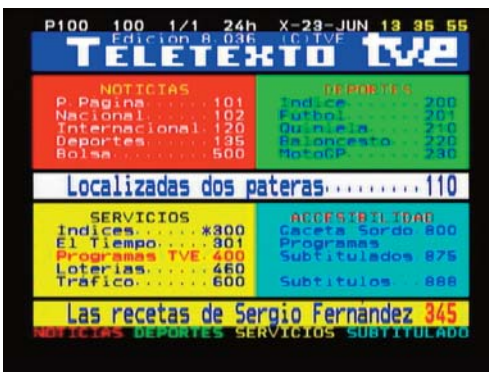 P100 100 1/1 24h X-23-JUN 13 35 55
Edicion 8.036 (C)TVE
TELETEXTO tve
NOTICIAS
P. Pagina....... 101
Nacional....... 102
Internacional. 120
Deportes....... 135
Bolsa.......... 500
DEPORTES
Indice......... 200
Futbol......... 201
Quiniela....... 210
Baloncesto..... 220
MotoGP......... 230
Localizadas dos pateras.........110
SERVICIOS
Índices......*300
El Tiempo..... 301
Programas TVE. 400
Loterias...... 460
Trafico....... 600
ACCESIBILIDAD
Gaceta Sordo 800
Programas
Subtitulados 875
Subtitulos.. 888
Las recetas de Sergio Fernández 345
NOTICIAS DEPORTES SERVICIOS SUBTITULADO